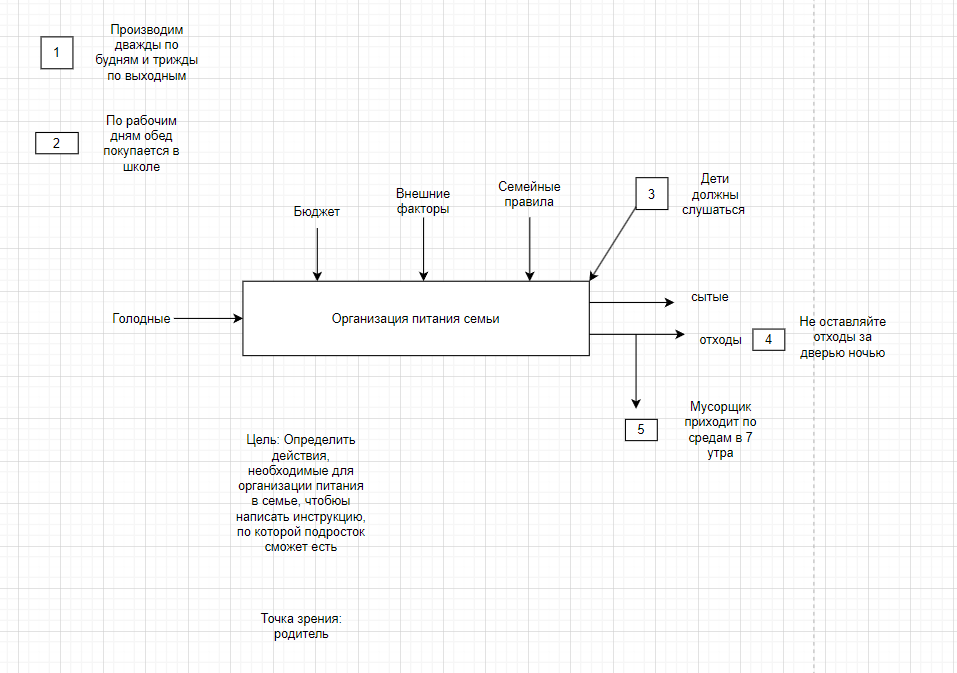 1
Производим
дважды по
будням и трижды
по выходным
2
По рабочим
дням обед
покупается в
школе
Бюджет
Внешние
факторы
Семейные
правила
3
Дети
должны
слушаться
Голодные
Организация питания семьи
сытые
отходы
4
Не оставляйте
отходы за
дверью ночью
5
Мусорщик
приходит по
средам в 7
утра
Цель: Определить
действия,
необходимые для
организации питания
в семье, чтобюы
написать инструкцию,
по которой подросток
сможет есть
Точка зрения:
родитель